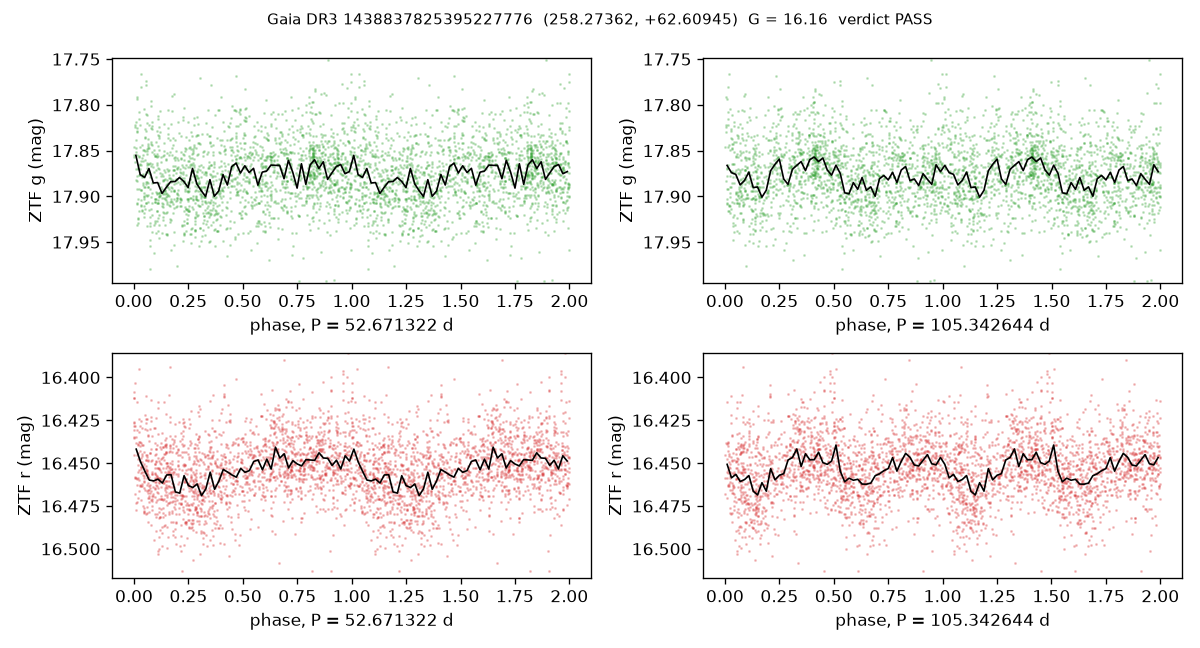 Gaia DR3 1438837825395227776 (258.27362, +62.60945) G = 16.16 verdict PASS
17.75
17.80
17.85
17.90
17.95
ZTF g (mag)
0.00 0.25 0.50 0.75 1.00 1.25 1.50 1.75 2.00
phase, P = 52.671322 d
17.75
17.80
17.85
17.90
17.95
ZTF g (mag)
0.00 0.25 0.50 0.75 1.00 1.25 1.50 1.75 2.00
phase, P = 105.342644 d
16.400
16.425
16.450
16.475
16.500
ZTF r (mag)
0.00 0.25 0.50 0.75 1.00 1.25 1.50 1.75 2.00
phase, P = 52.671322 d
16.400
16.425
16.450
16.475
16.500
ZTF r (mag)
0.00 0.25 0.50 0.75 1.00 1.25 1.50 1.75 2.00
phase, P = 105.342644 d